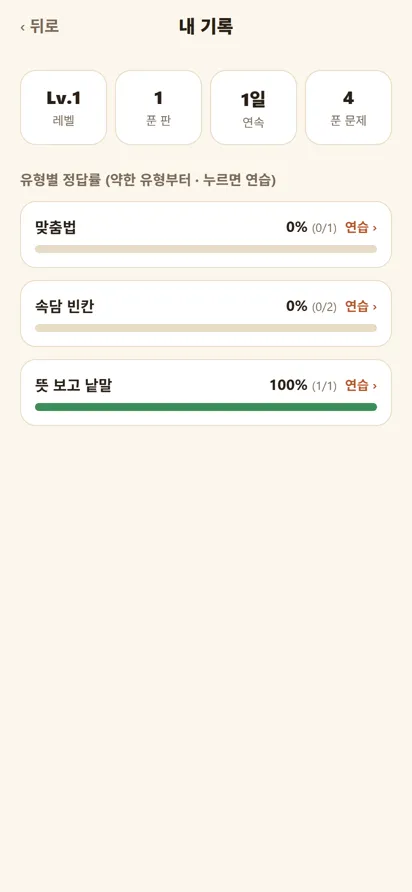 ‹ 뒤로 내 기록
Lv.1 1 1일 4
레벨 푼 판 연속 푼 문제
유형별 정답률 (약한 유형부터 · 누르면 연습)
맞춤법 0% (0/1) 연습 ›
속담 빈칸 0% (0/2) 연습 ›
뜻 보고 낱말 100% (1/1) 연습 ›